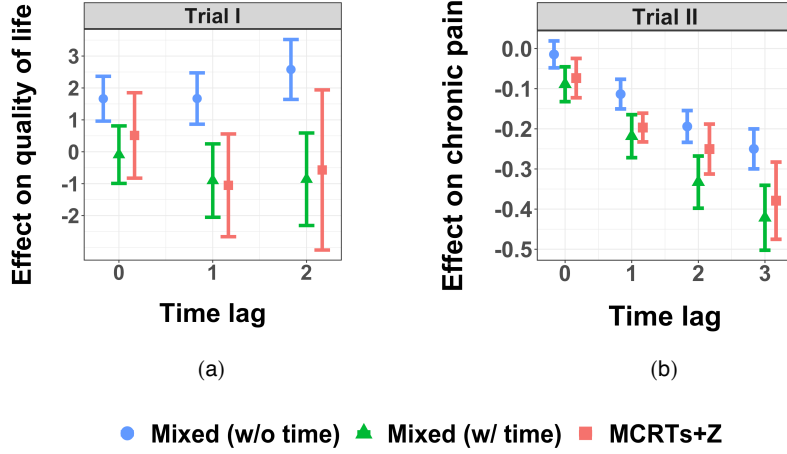 Trial I
Effect on quality of life
3
2
1
0
-1
-2
0 1 2
Time lag
(a)
Trial II
Effect on chronic pain
0.0
-0.1
-0.2
-0.3
-0.4
-0.5
0 1 2 3
Time lag
(b)
Mixed (w/o time) Mixed (w/ time) MCRTs+Z